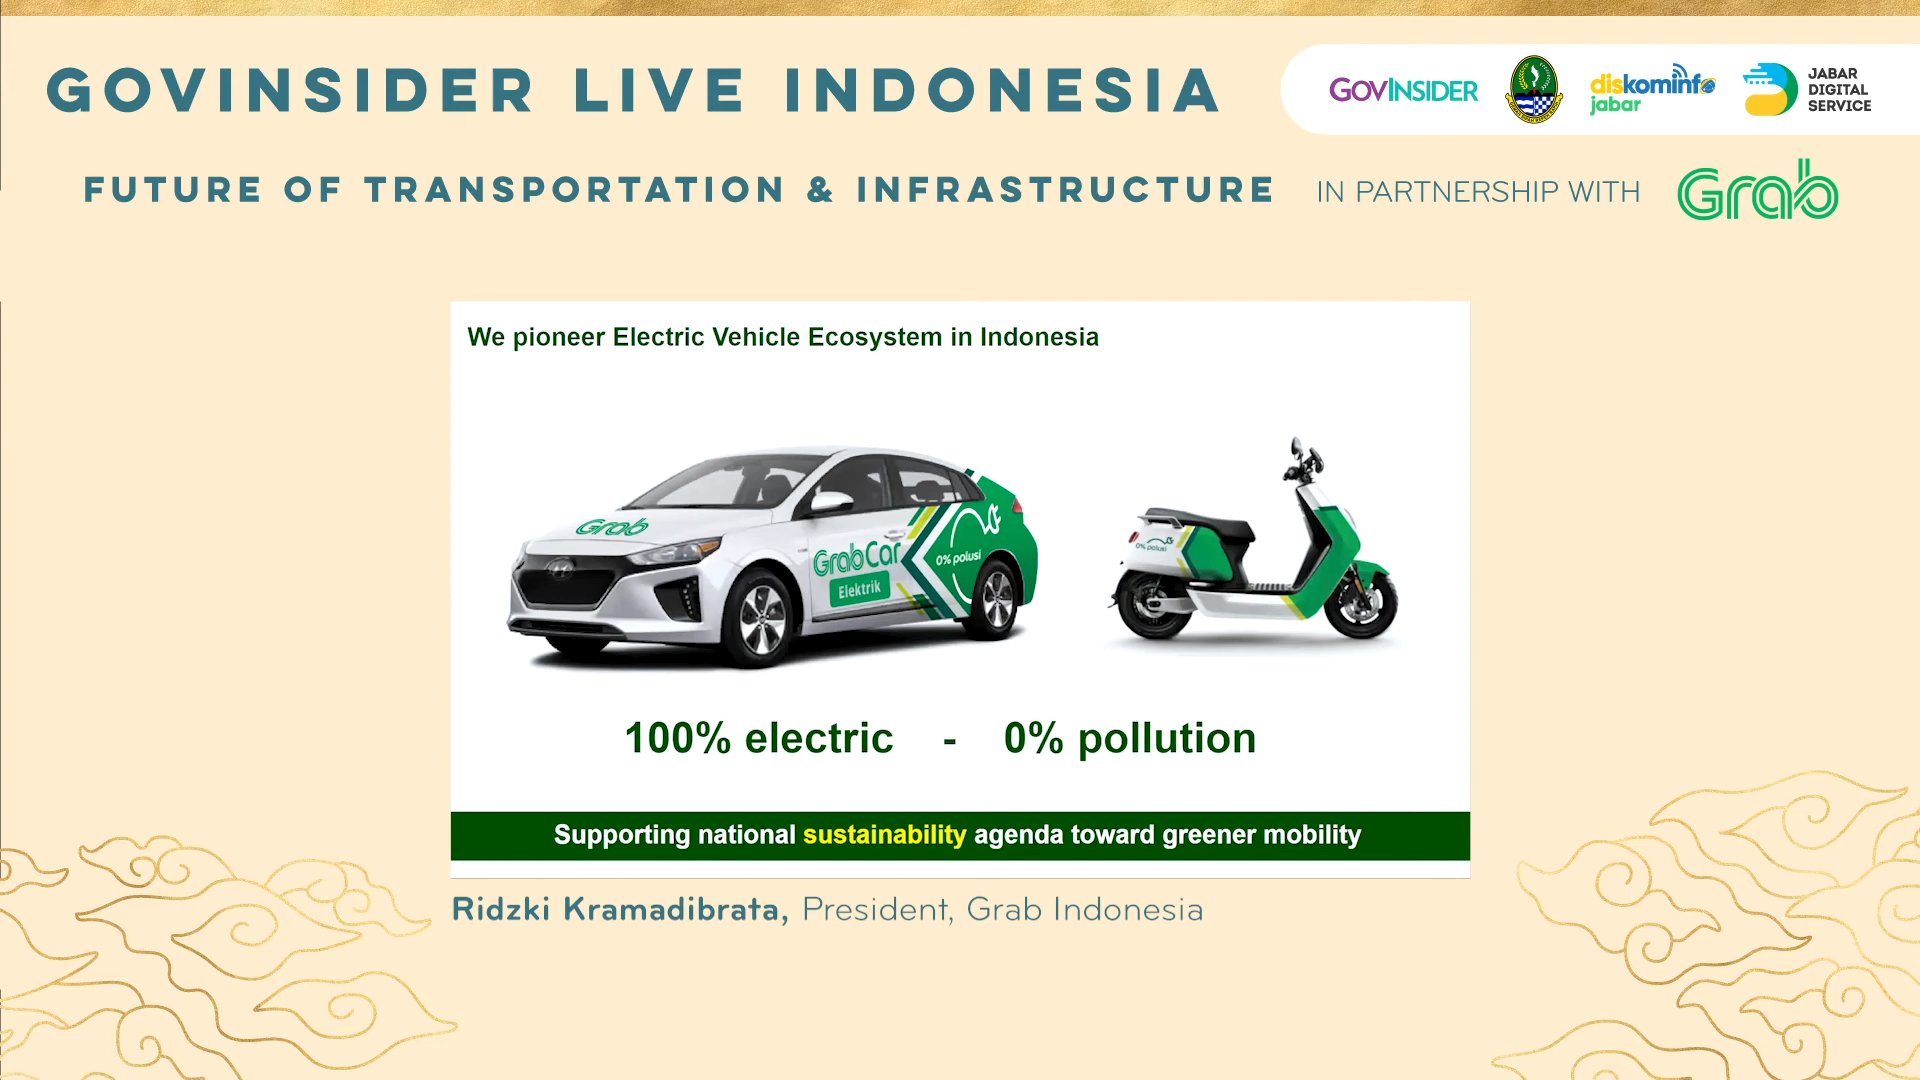 GOVINSIDER LIVE INDONESIA
GOVINSIDER
diskominfo
jabar
JABAR
DIGITAL
SERVICE
FUTURE OF TRANSPORTATION & INFRASTRUCTURE IN PARTNERSHIP WITH Grab
We pioneer Electric Vehicle Ecosystem in Indonesia
Grab
GrabCar
Elektrik
0% polusi
0% polusi
100% electric - 0% pollution
Supporting national sustainability agenda toward greener mobility
Ridzki Kramadibrata, President, Grab Indonesia